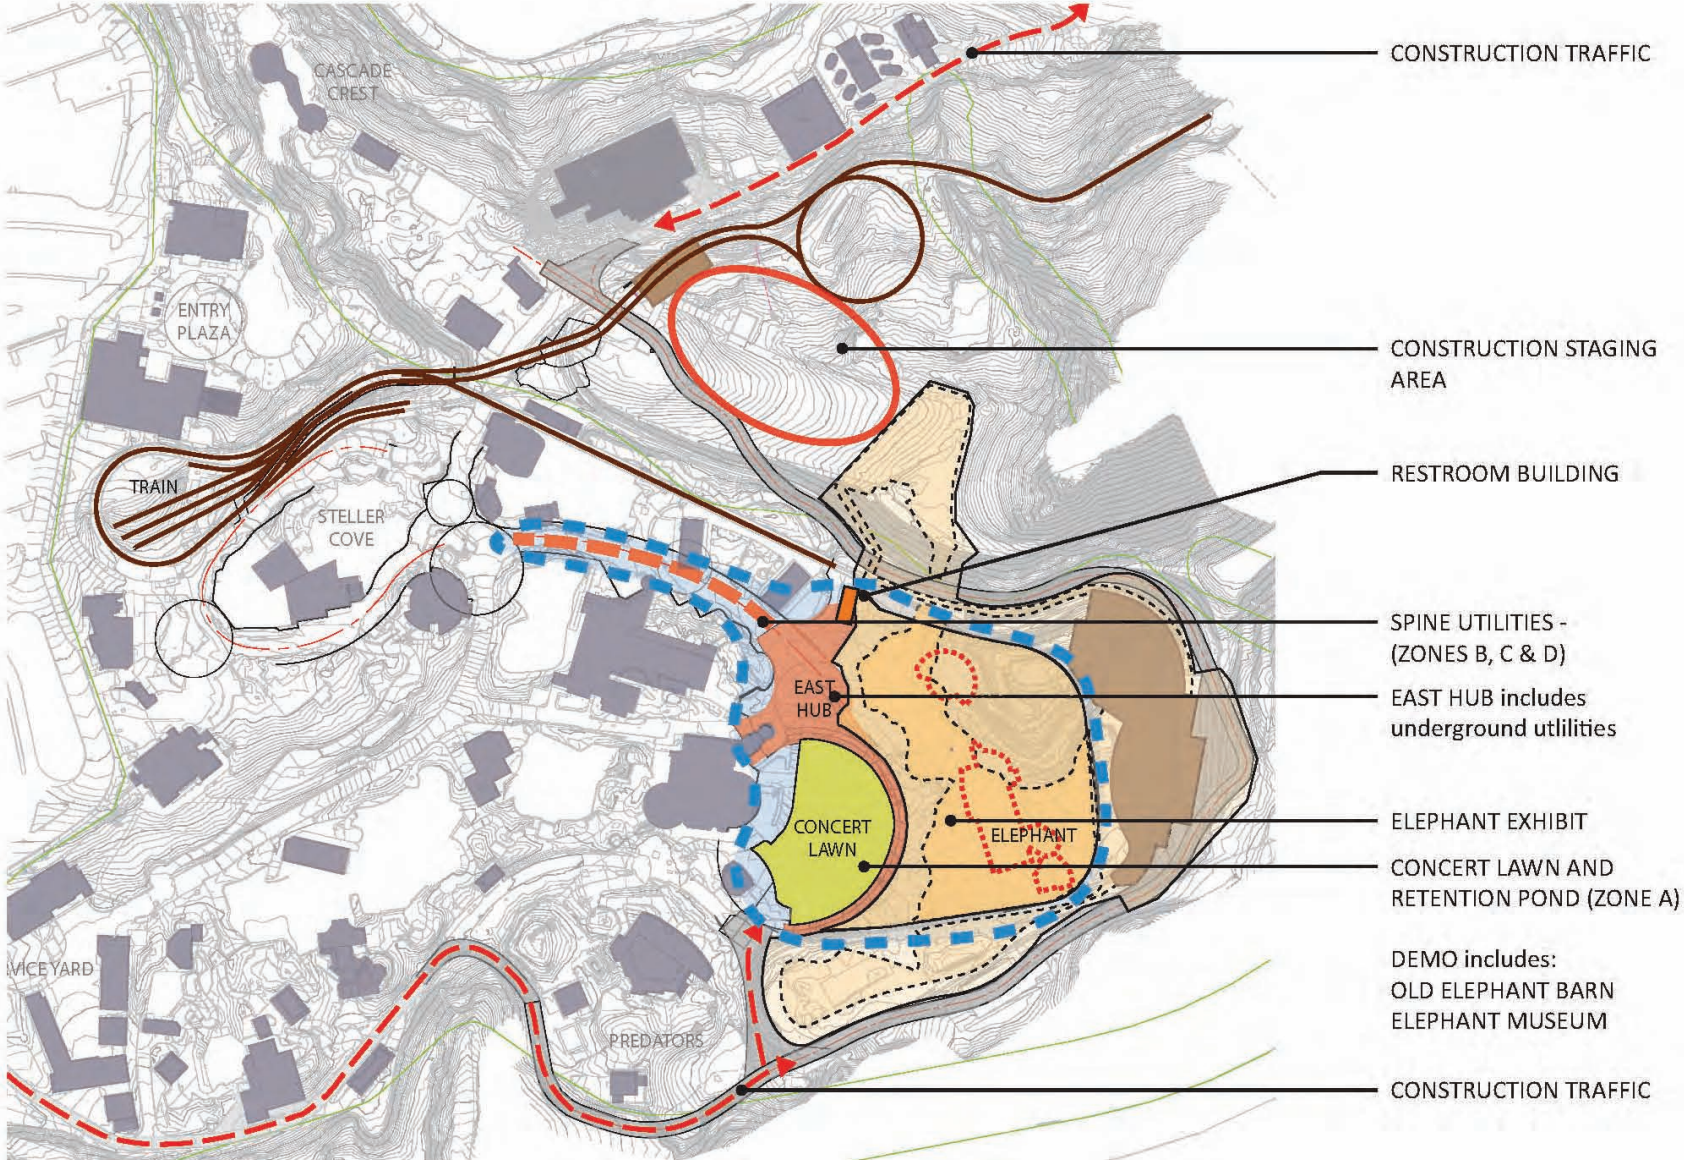 CASCADE
CREST
ENTRY
PLAZA
TRAIN
STELLER
COVE
EAST
HUB
CONCERT
LAWN
ELEPHANT
VICE YARD
PREDATORS
CONSTRUCTION TRAFFIC
CONSTRUCTION STAGING
AREA
RESTROOM BUILDING
SPINE UTILITIES -
(ZONES B, C & D)
EAST HUB includes
underground utlilities
ELEPHANT EXHIBIT
CONCERT LAWN AND
RETENTION POND (ZONE A)
DEMO includes:
OLD ELEPHANT BARN
ELEPHANT MUSEUM
CONSTRUCTION TRAFFIC